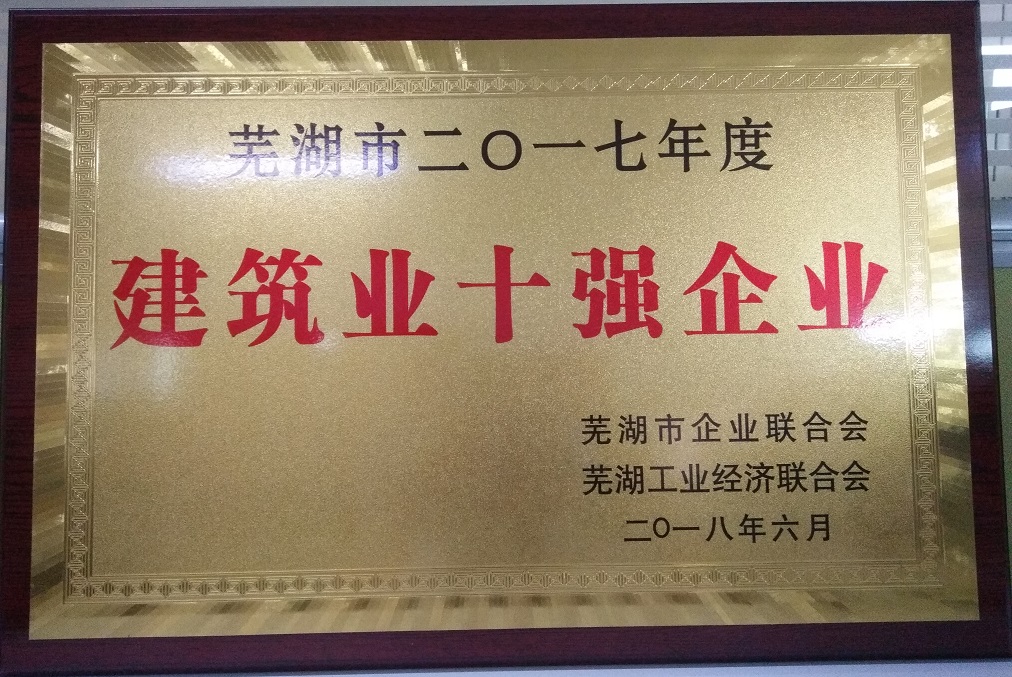 芜湖市二〇一七年度
建筑业十强企业
芜湖市企业联合会
芜湖工业经济联合会
二〇一八年六月